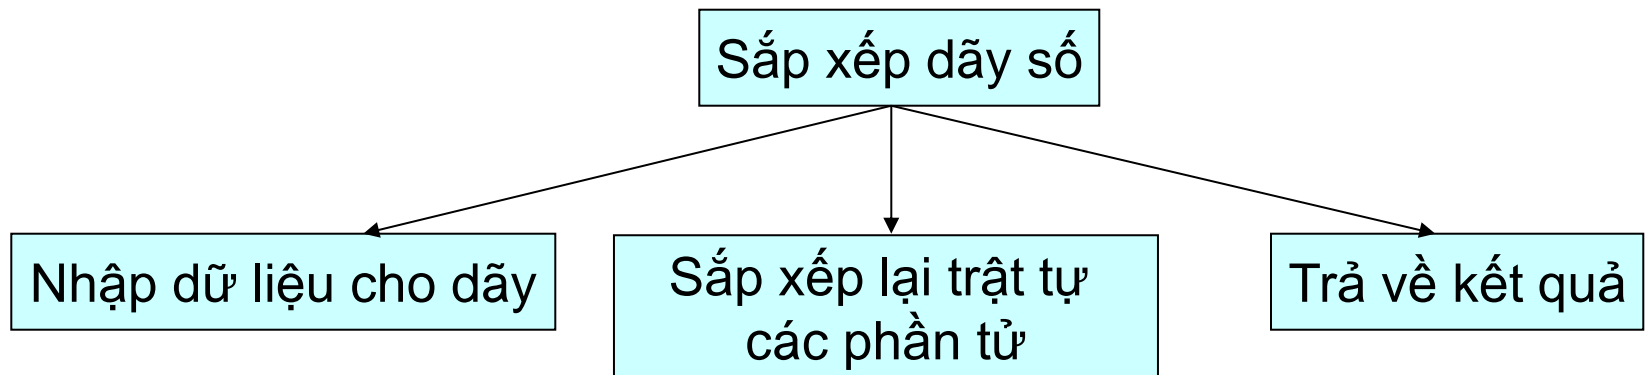 Sắp xếp dãy số
Nhập dữ liệu cho dãy
Sắp xếp lại trật tự
các phần tử
Trả về kết quả